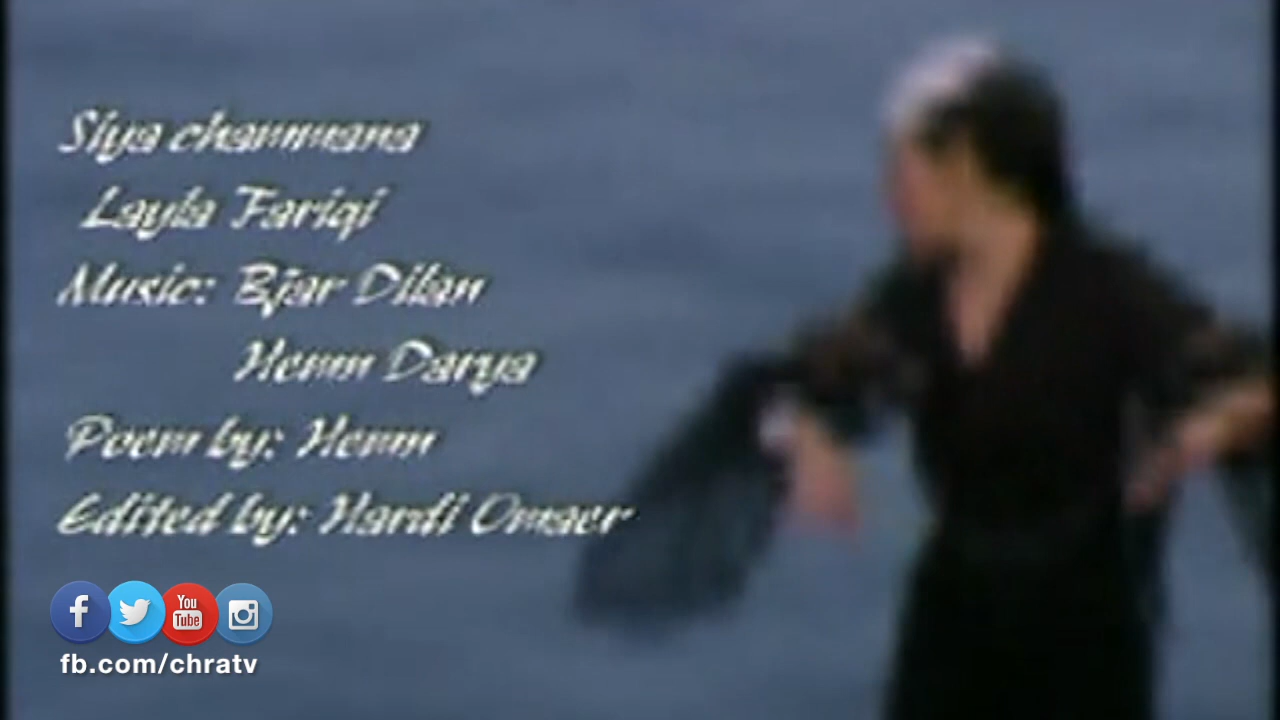 Siya chammana
Layla Fariqi
Music: Bjar Dilan
Hemn Darya
Poem by: Hemn
Edited by: Hardi Omaer
f
You
Tube
fb.com/chratv